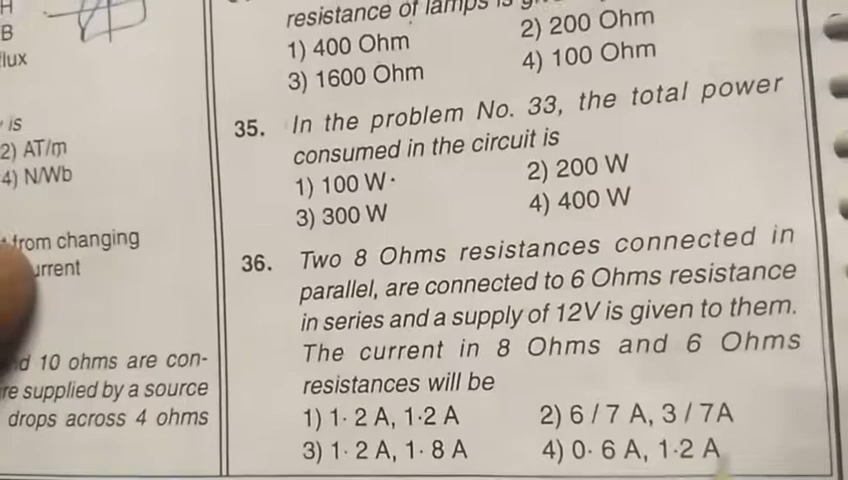 H
B
flux
is
2) AT/m
4) N/Wb
from changing
urrent
d 10 ohms are con-
re supplied by a source
drops across 4 ohms
resistance of lamps is
1) 400 Ohm 2) 200 Ohm
3) 1600 Ohm 4) 100 Ohm
35. In the problem No. 33, the total power
consumed in the circuit is
1) 100 W 2) 200 W
3) 300 W 4) 400 W
36. Two 8 Ohms resistances connected in
parallel, are connected to 6 Ohms resistance
in series and a supply of 12V is given to them.
The current in 8 Ohms and 6 Ohms
resistances will be
1) 1· 2 A, 1·2 A 2) 6 / 7 A, 3 / 7A
3) 1· 2 A, 1· 8 A 4) 0· 6 A, 1·2 A